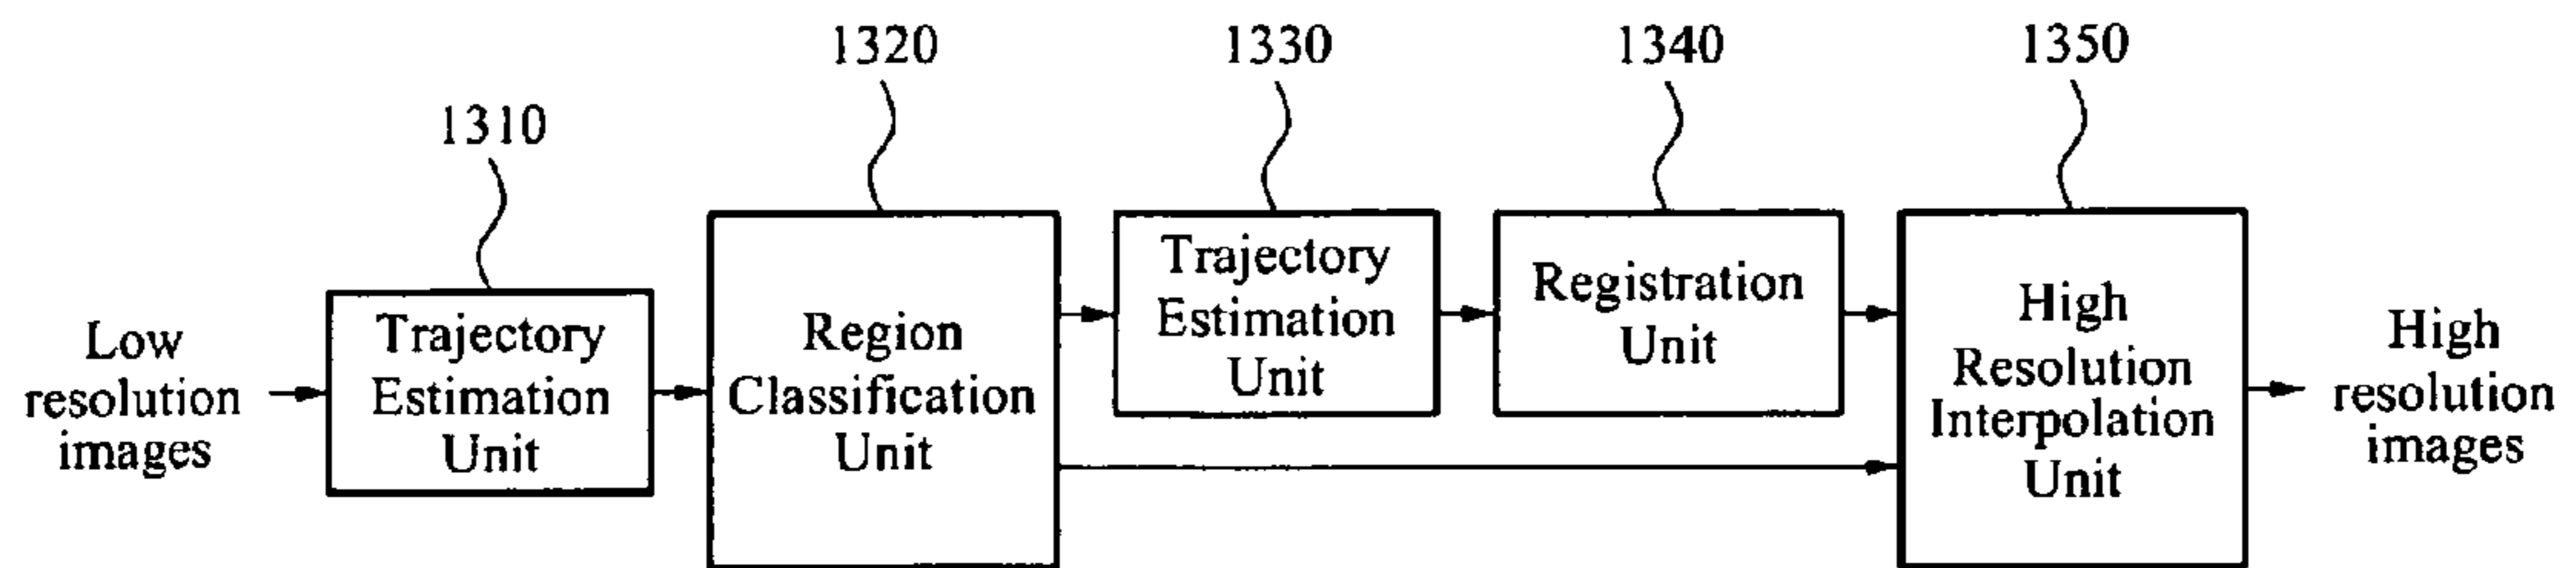 1310
1320
1330
1340
1350
Low
resolution
images
Trajectory
Estimation
Unit
Region
Classification
Unit
Trajectory
Estimation
Unit
Registration
Unit
High
Resolution
Interpolation
Unit
High
resolution
images